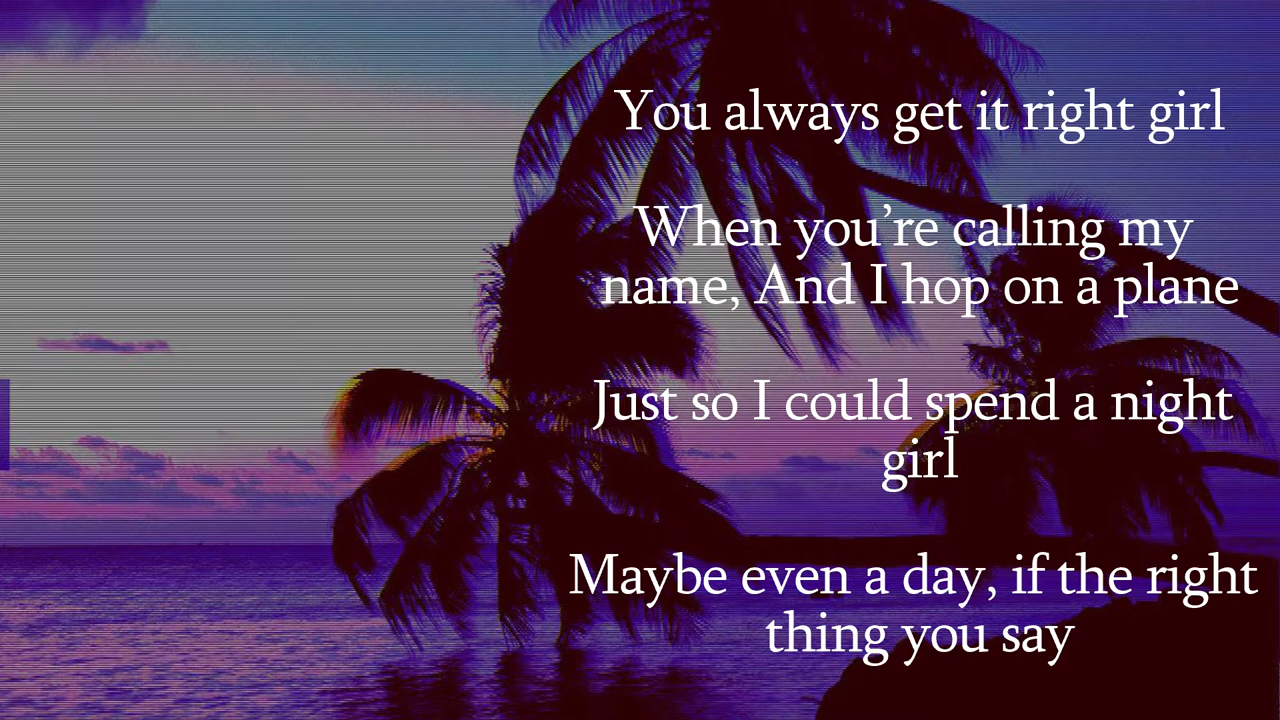 You always get it right girl
When you’re calling my
name, And I hop on a plane
Just so I could spend a night
girl
Maybe even a day, if the right
thing you say